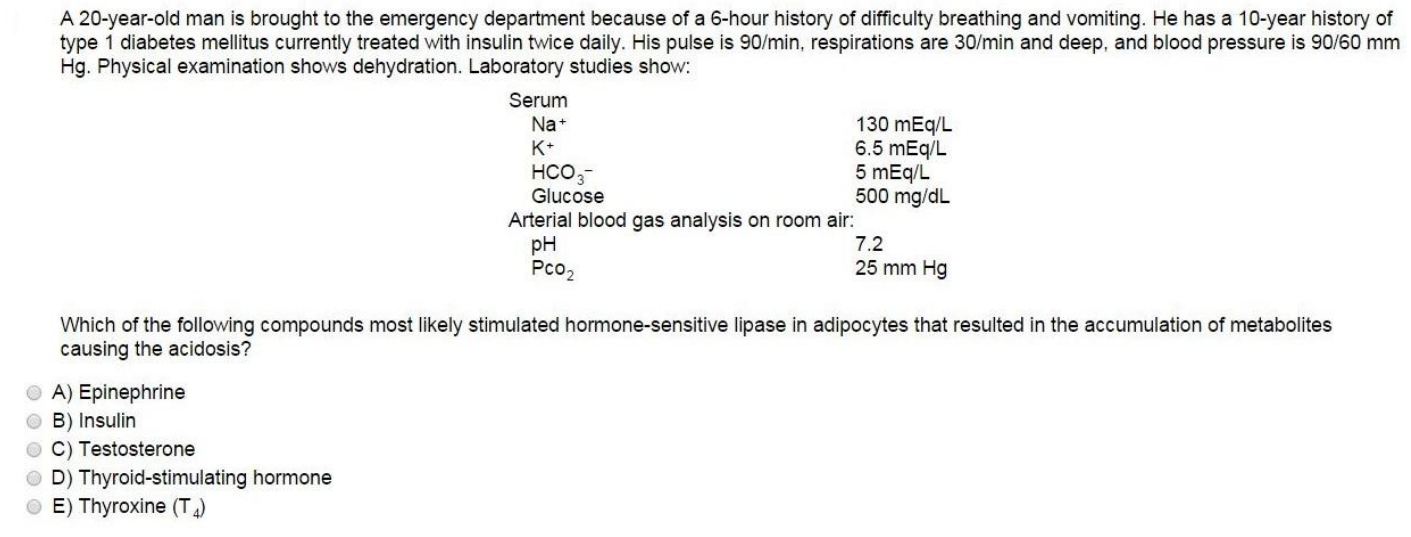 A 20-year-old man is brought to the emergency department because of a 6-hour history of difficulty breathing and vomiting. He has a 10-year history of
type 1 diabetes mellitus currently treated with insulin twice daily. His pulse is 90/min, respirations are 30/min and deep, and blood pressure is 90/60 mm
Hg. Physical examination shows dehydration. Laboratory studies show:
Serum
Na⁺ 130 mEq/L
K⁺ 6.5 mEq/L
HCO₃⁻ 5 mEq/L
Glucose 500 mg/dL
Arterial blood gas analysis on room air:
pH 7.2
Pco₂ 25 mm Hg
Which of the following compounds most likely stimulated hormone-sensitive lipase in adipocytes that resulted in the accumulation of metabolites
causing the acidosis?
A) Epinephrine
B) Insulin
C) Testosterone
D) Thyroid-stimulating hormone
E) Thyroxine (T₄)